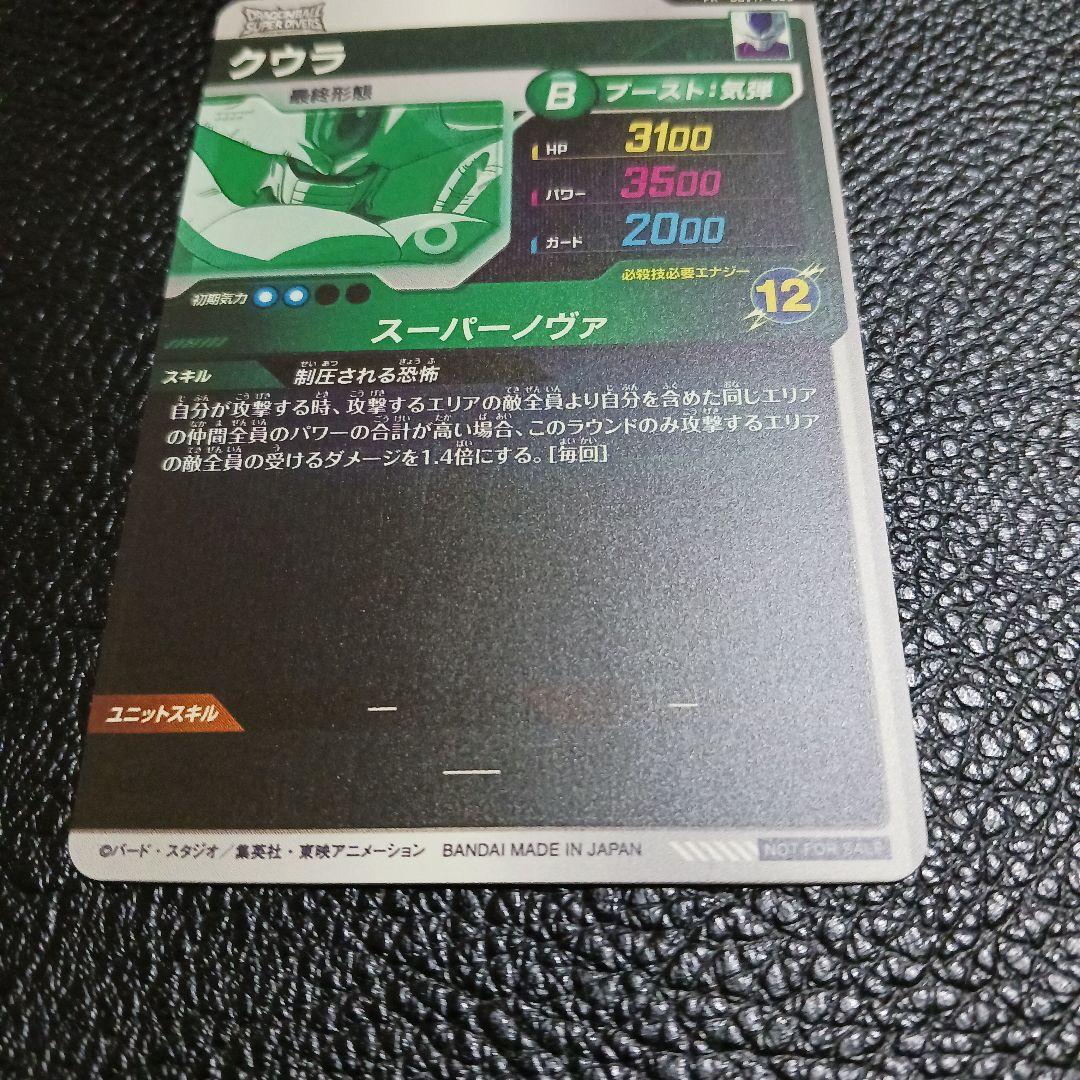 DRAGONBALL
SUPER DIVERS
クウラ
最終形態
B ブースト:気弾
HP 3100
パワー 3500
ガード 2000
必殺技必要エナジー
12
初期気力
スーパーノヴァ
スキル 制圧される恐怖
自分が攻撃する時、攻撃するエリアの敵全員より自分を含めた同じエリア
の仲間全員のパワーの合計が高い場合、このラウンドのみ攻撃するエリア
の敵全員の受けるダメージを1.4倍にする。[毎回]
ユニットスキル ー ー
ー
©バード・スタジオ/集英社・東映アニメーション BANDAI MADE IN JAPAN NOT FOR SALE